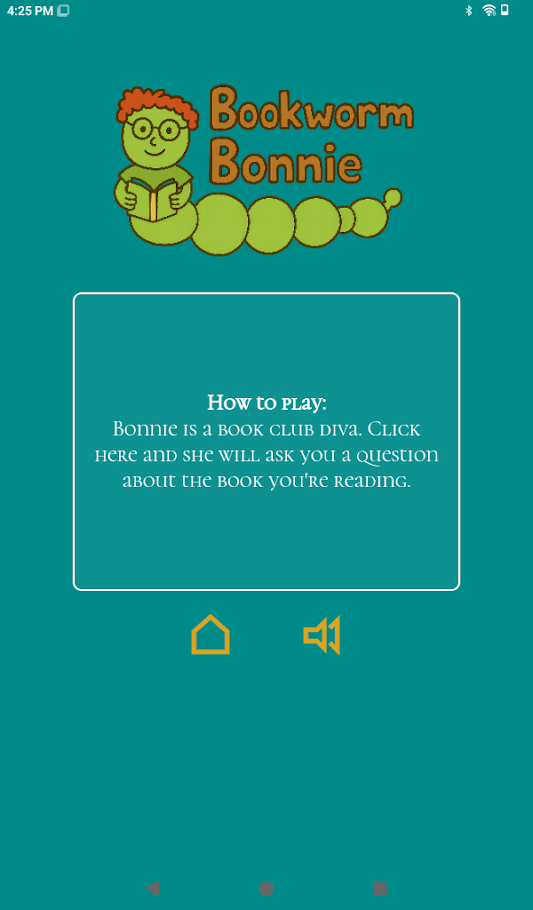 4:25 PM
Bookworm
Bonnie
How to play:
Bonnie is a book club diva. Click
here and she will ask you a question
about the book you're reading.